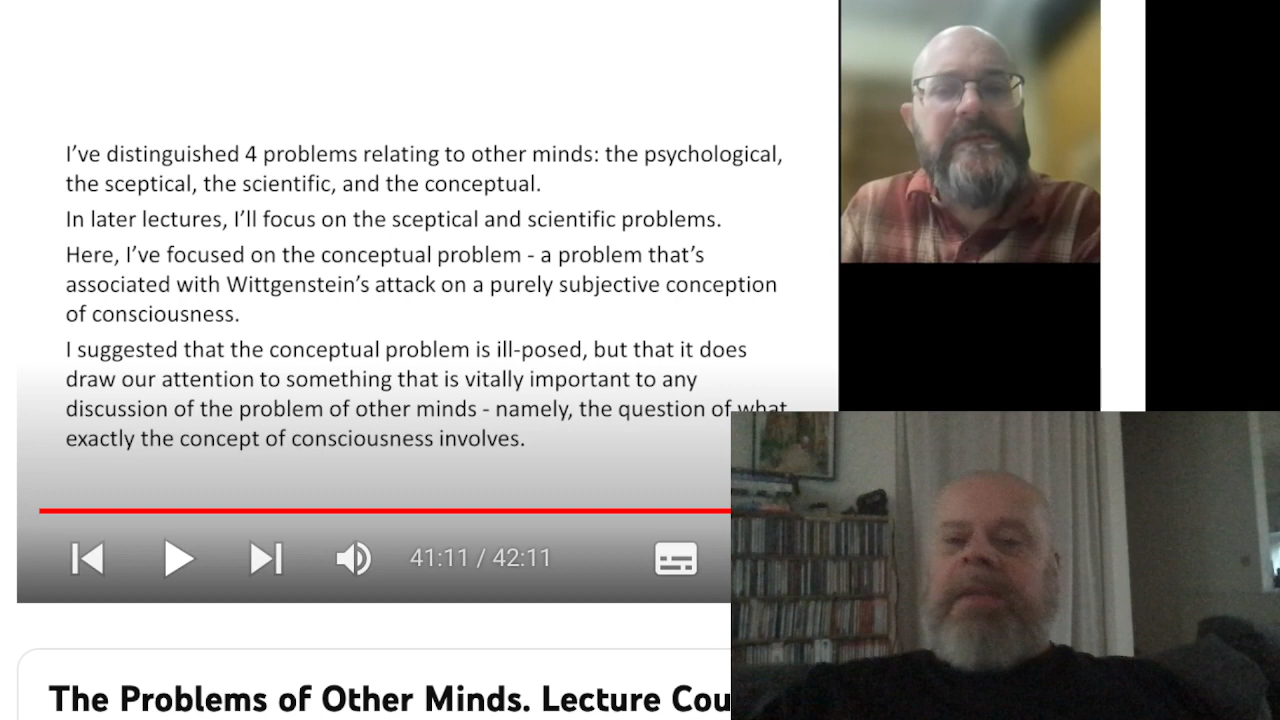 I've distinguished 4 problems relating to other minds: the psychological,
the sceptical, the scientific, and the conceptual.
In later lectures, I'll focus on the sceptical and scientific problems.
Here, I've focused on the conceptual problem - a problem that's
associated with Wittgenstein's attack on a purely subjective conception
of consciousness.
I suggested that the conceptual problem is ill-posed, but that it does
draw our attention to something that is vitally important to any
discussion of the problem of other minds - namely, the question of what
exactly the concept of consciousness involves.
41:11 / 42:11
The Problems of Other Minds. Lecture Cou